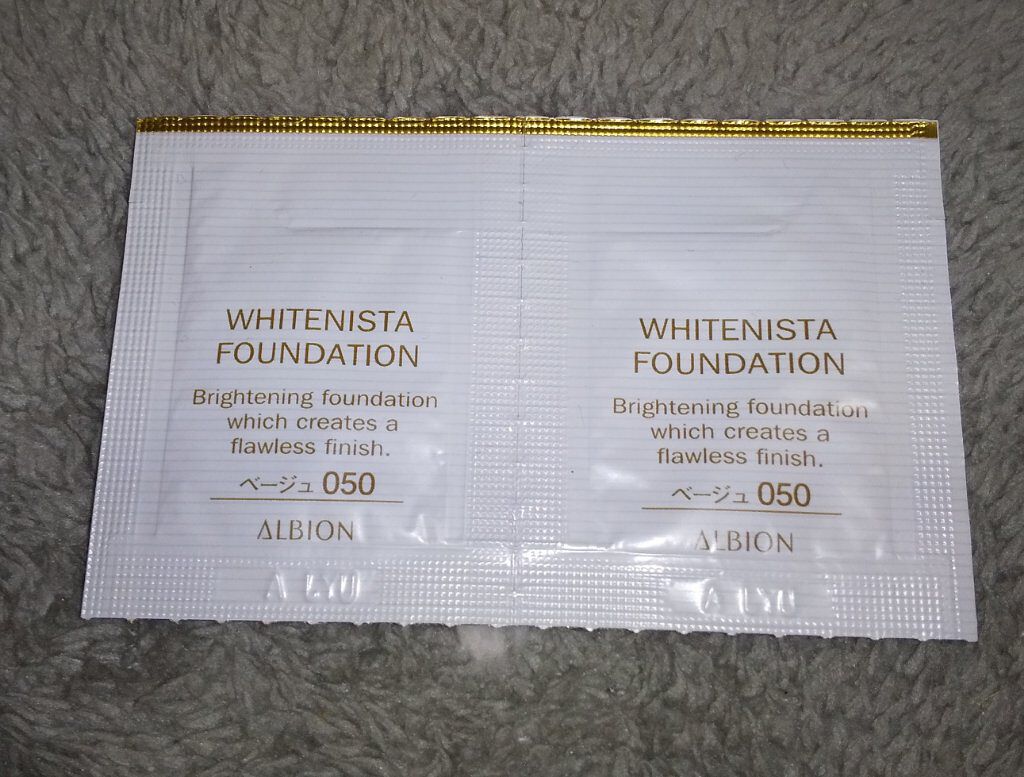 WHITENISTA
FOUNDATION
Brightening foundation
which creates a
flawless finish.
ベージュ 050
ALBION
WHITENISTA
FOUNDATION
Brightening foundation
which creates a
flawless finish.
ベージュ 050
ALBION